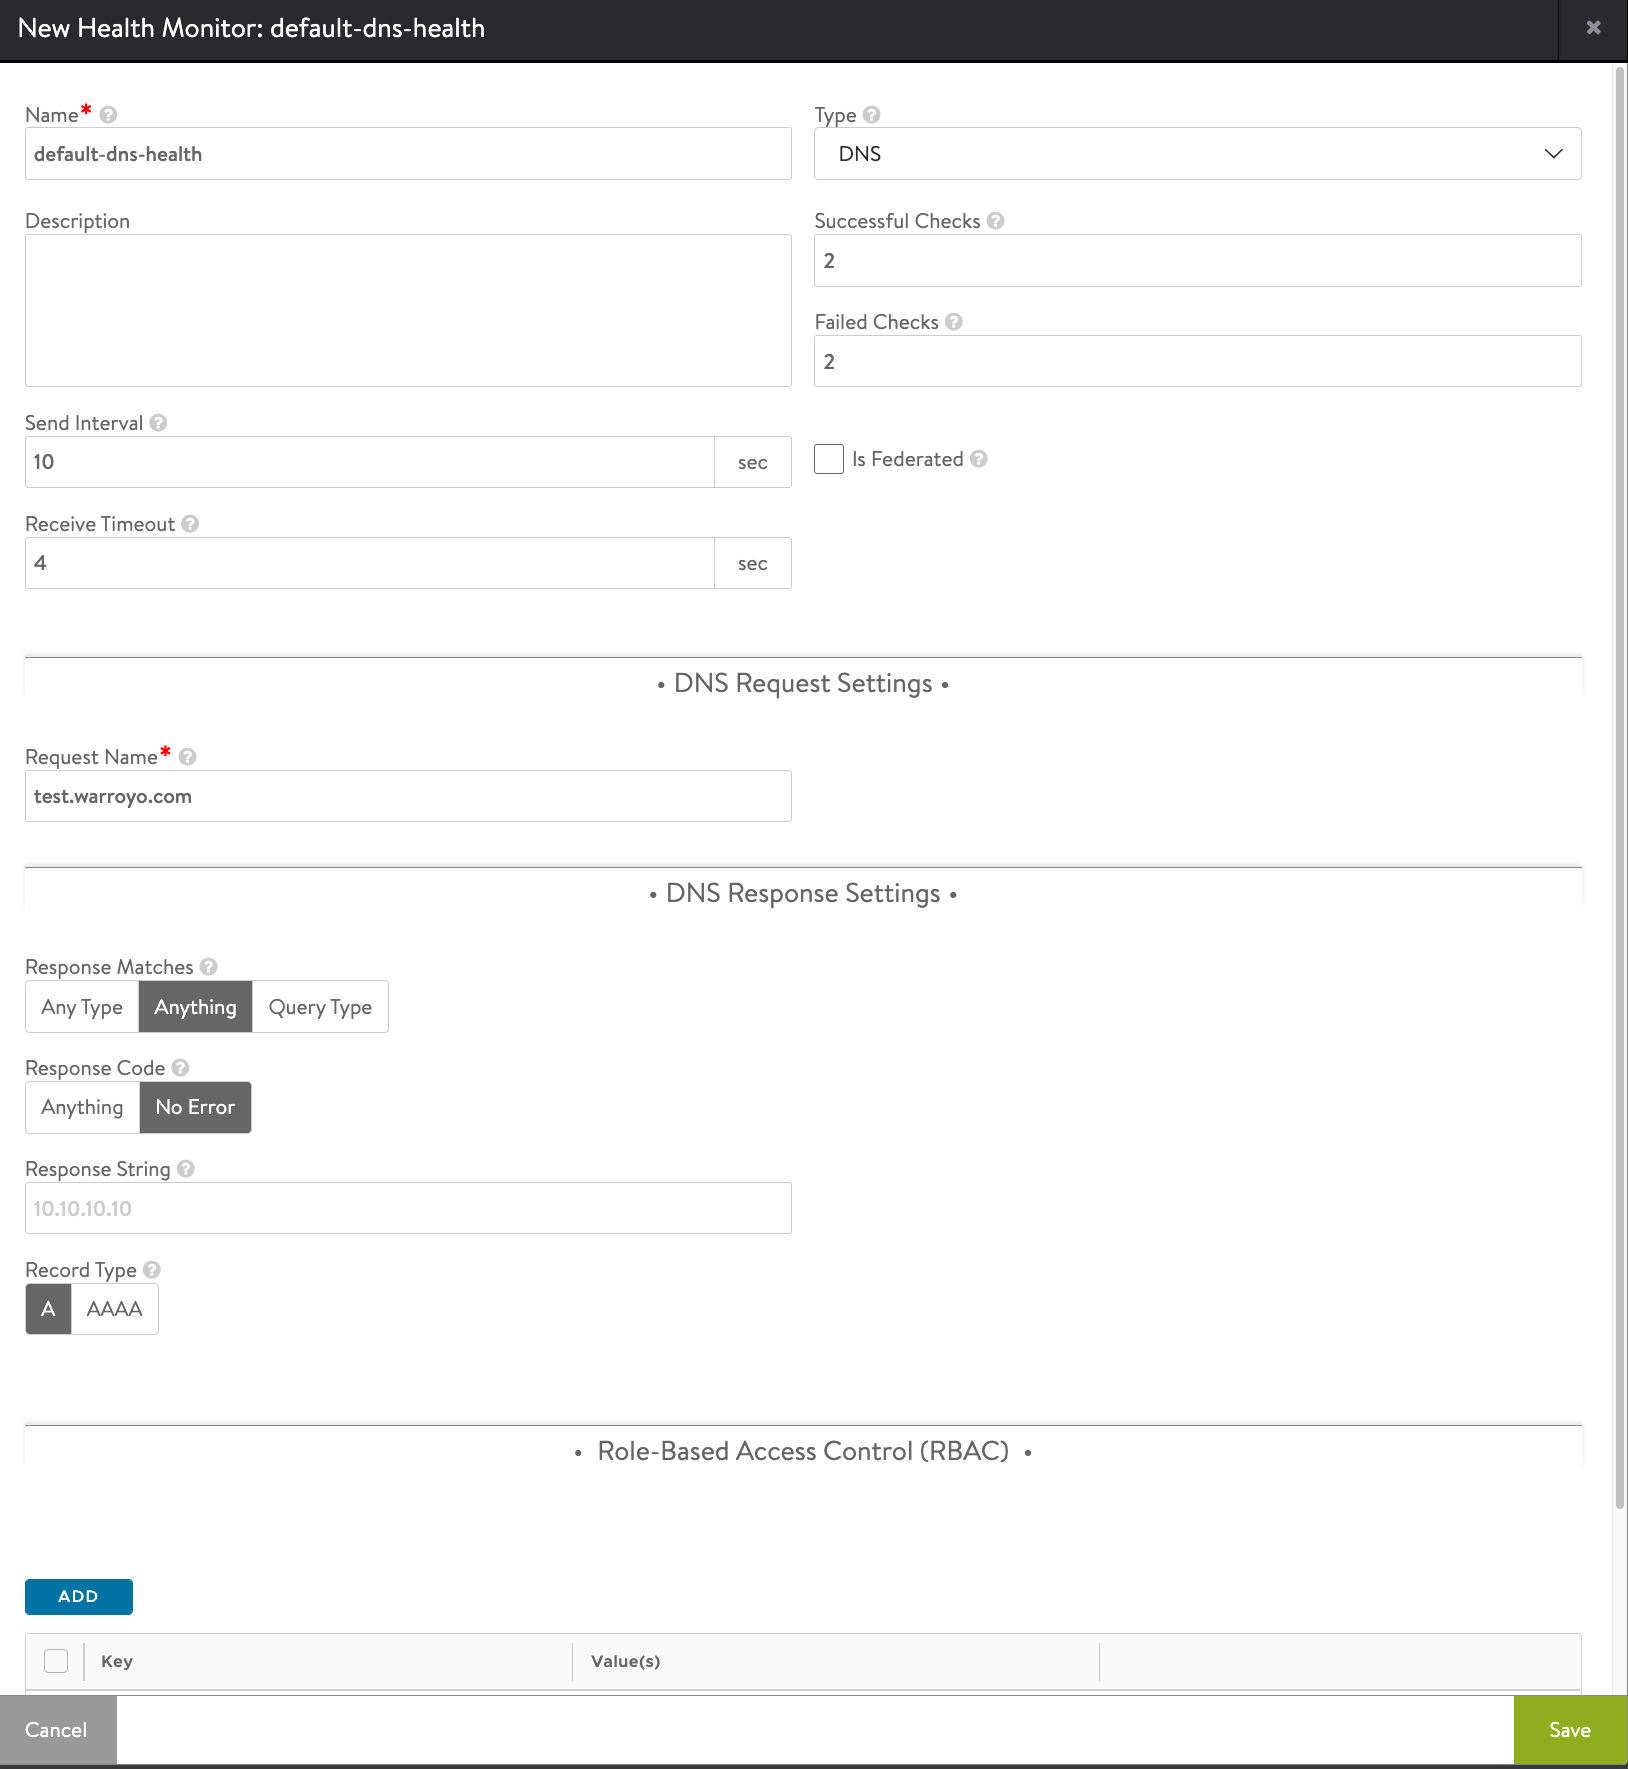 New Health Monitor: default-dns-health
Name* ?
default-dns-health
Type ?
DNS
Description
Successful Checks ?
2
Failed Checks ?
2
Send Interval ?
10 sec
Is Federated ?
Receive Timeout ?
4 sec
• DNS Request Settings •
Request Name* ?
test.warroyo.com
• DNS Response Settings •
Response Matches ?
Any Type Anything Query Type
Response Code ?
Anything No Error
Response String ?
10.10.10.10
Record Type ?
A AAAA
• Role-Based Access Control (RBAC) •
ADD
Key Value(s)
Cancel Save